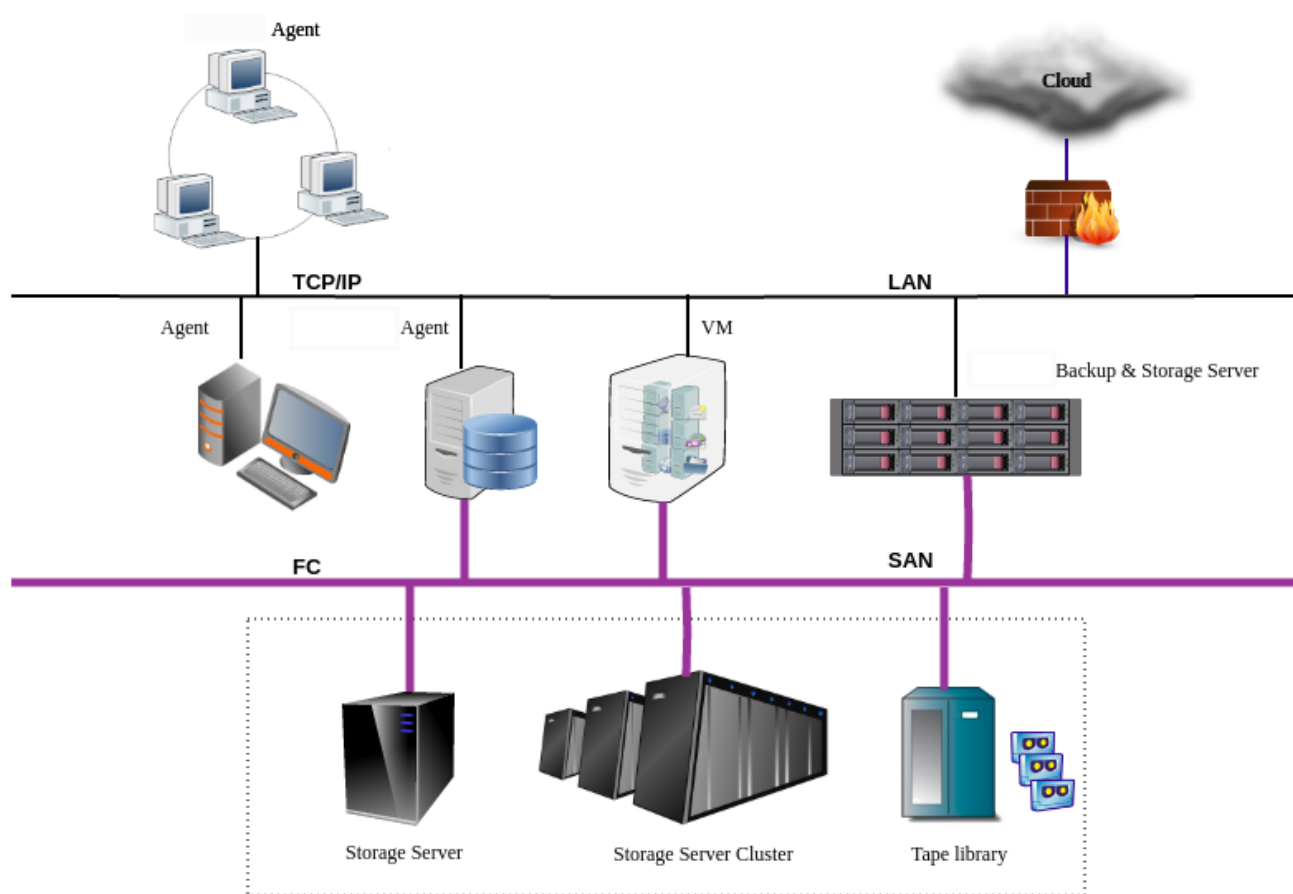 Agent
Cloud
TCP/IP
LAN
Agent
Agent
VM
Backup & Storage Server
FC
SAN
Storage Server
Storage Server Cluster
Tape library